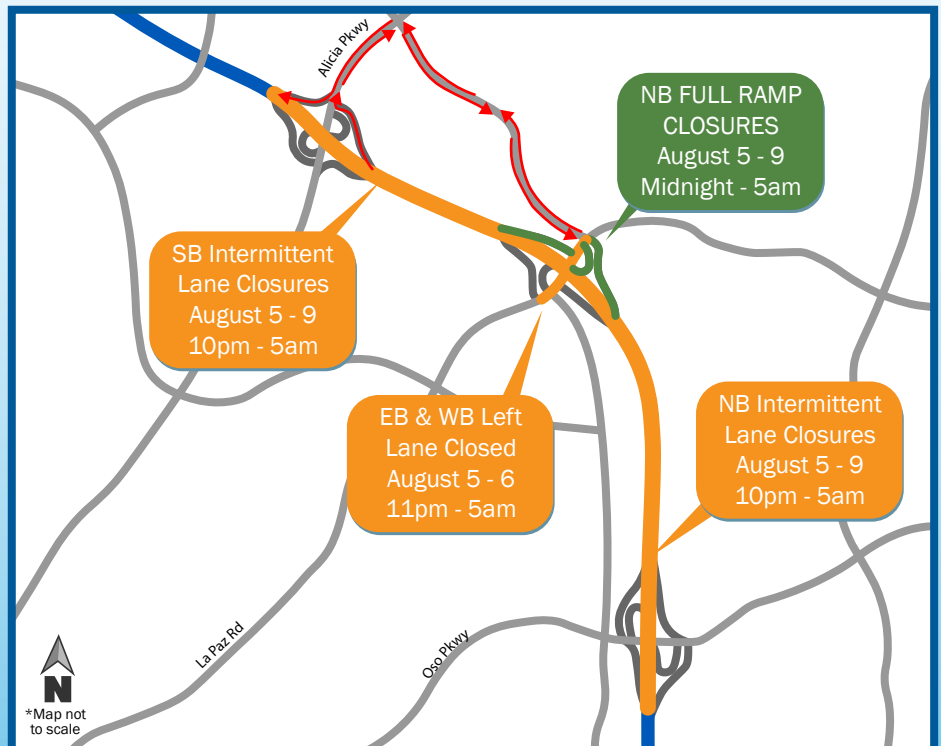 Alicia Pkwy
NB FULL RAMP
CLOSURES
August 5 - 9
Midnight - 5am
SB Intermittent
Lane Closures
August 5 - 9
10pm - 5am
EB & WB Left
Lane Closed
August 5 - 6
11pm - 5am
NB Intermittent
Lane Closures
August 5 - 9
10pm - 5am
La Paz Rd
Oso Pkwy
N
*Map not
to scale